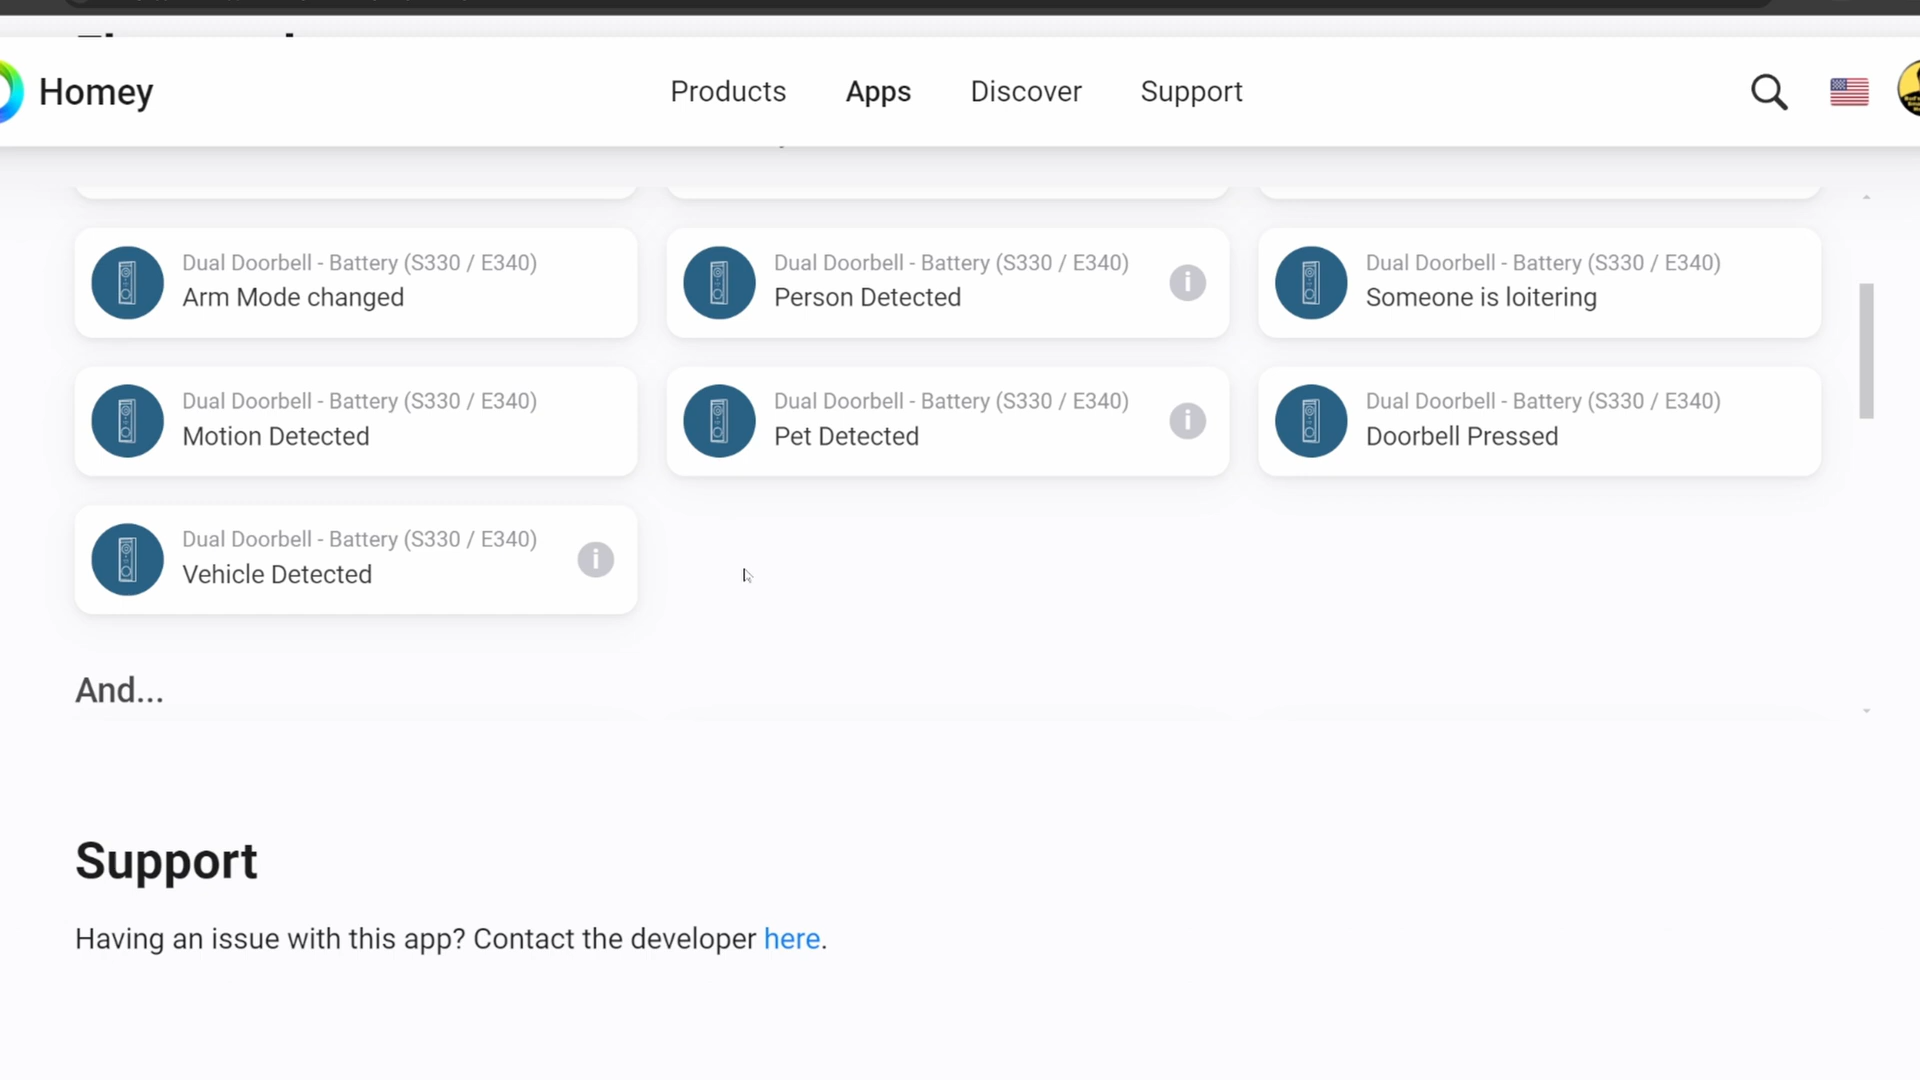 Homey
Products
Apps
Discover
Support
Dual Doorbell - Battery (S330 / E340)
Arm Mode changed
Dual Doorbell - Battery (S330 / E340)
Person Detected
Dual Doorbell - Battery (S330 / E340)
Someone is loitering
Dual Doorbell - Battery (S330 / E340)
Motion Detected
Dual Doorbell - Battery (S330 / E340)
Pet Detected
Dual Doorbell - Battery (S330 / E340)
Doorbell Pressed
Dual Doorbell - Battery (S330 / E340)
Vehicle Detected
And...
Support
Having an issue with this app? Contact the developer here.